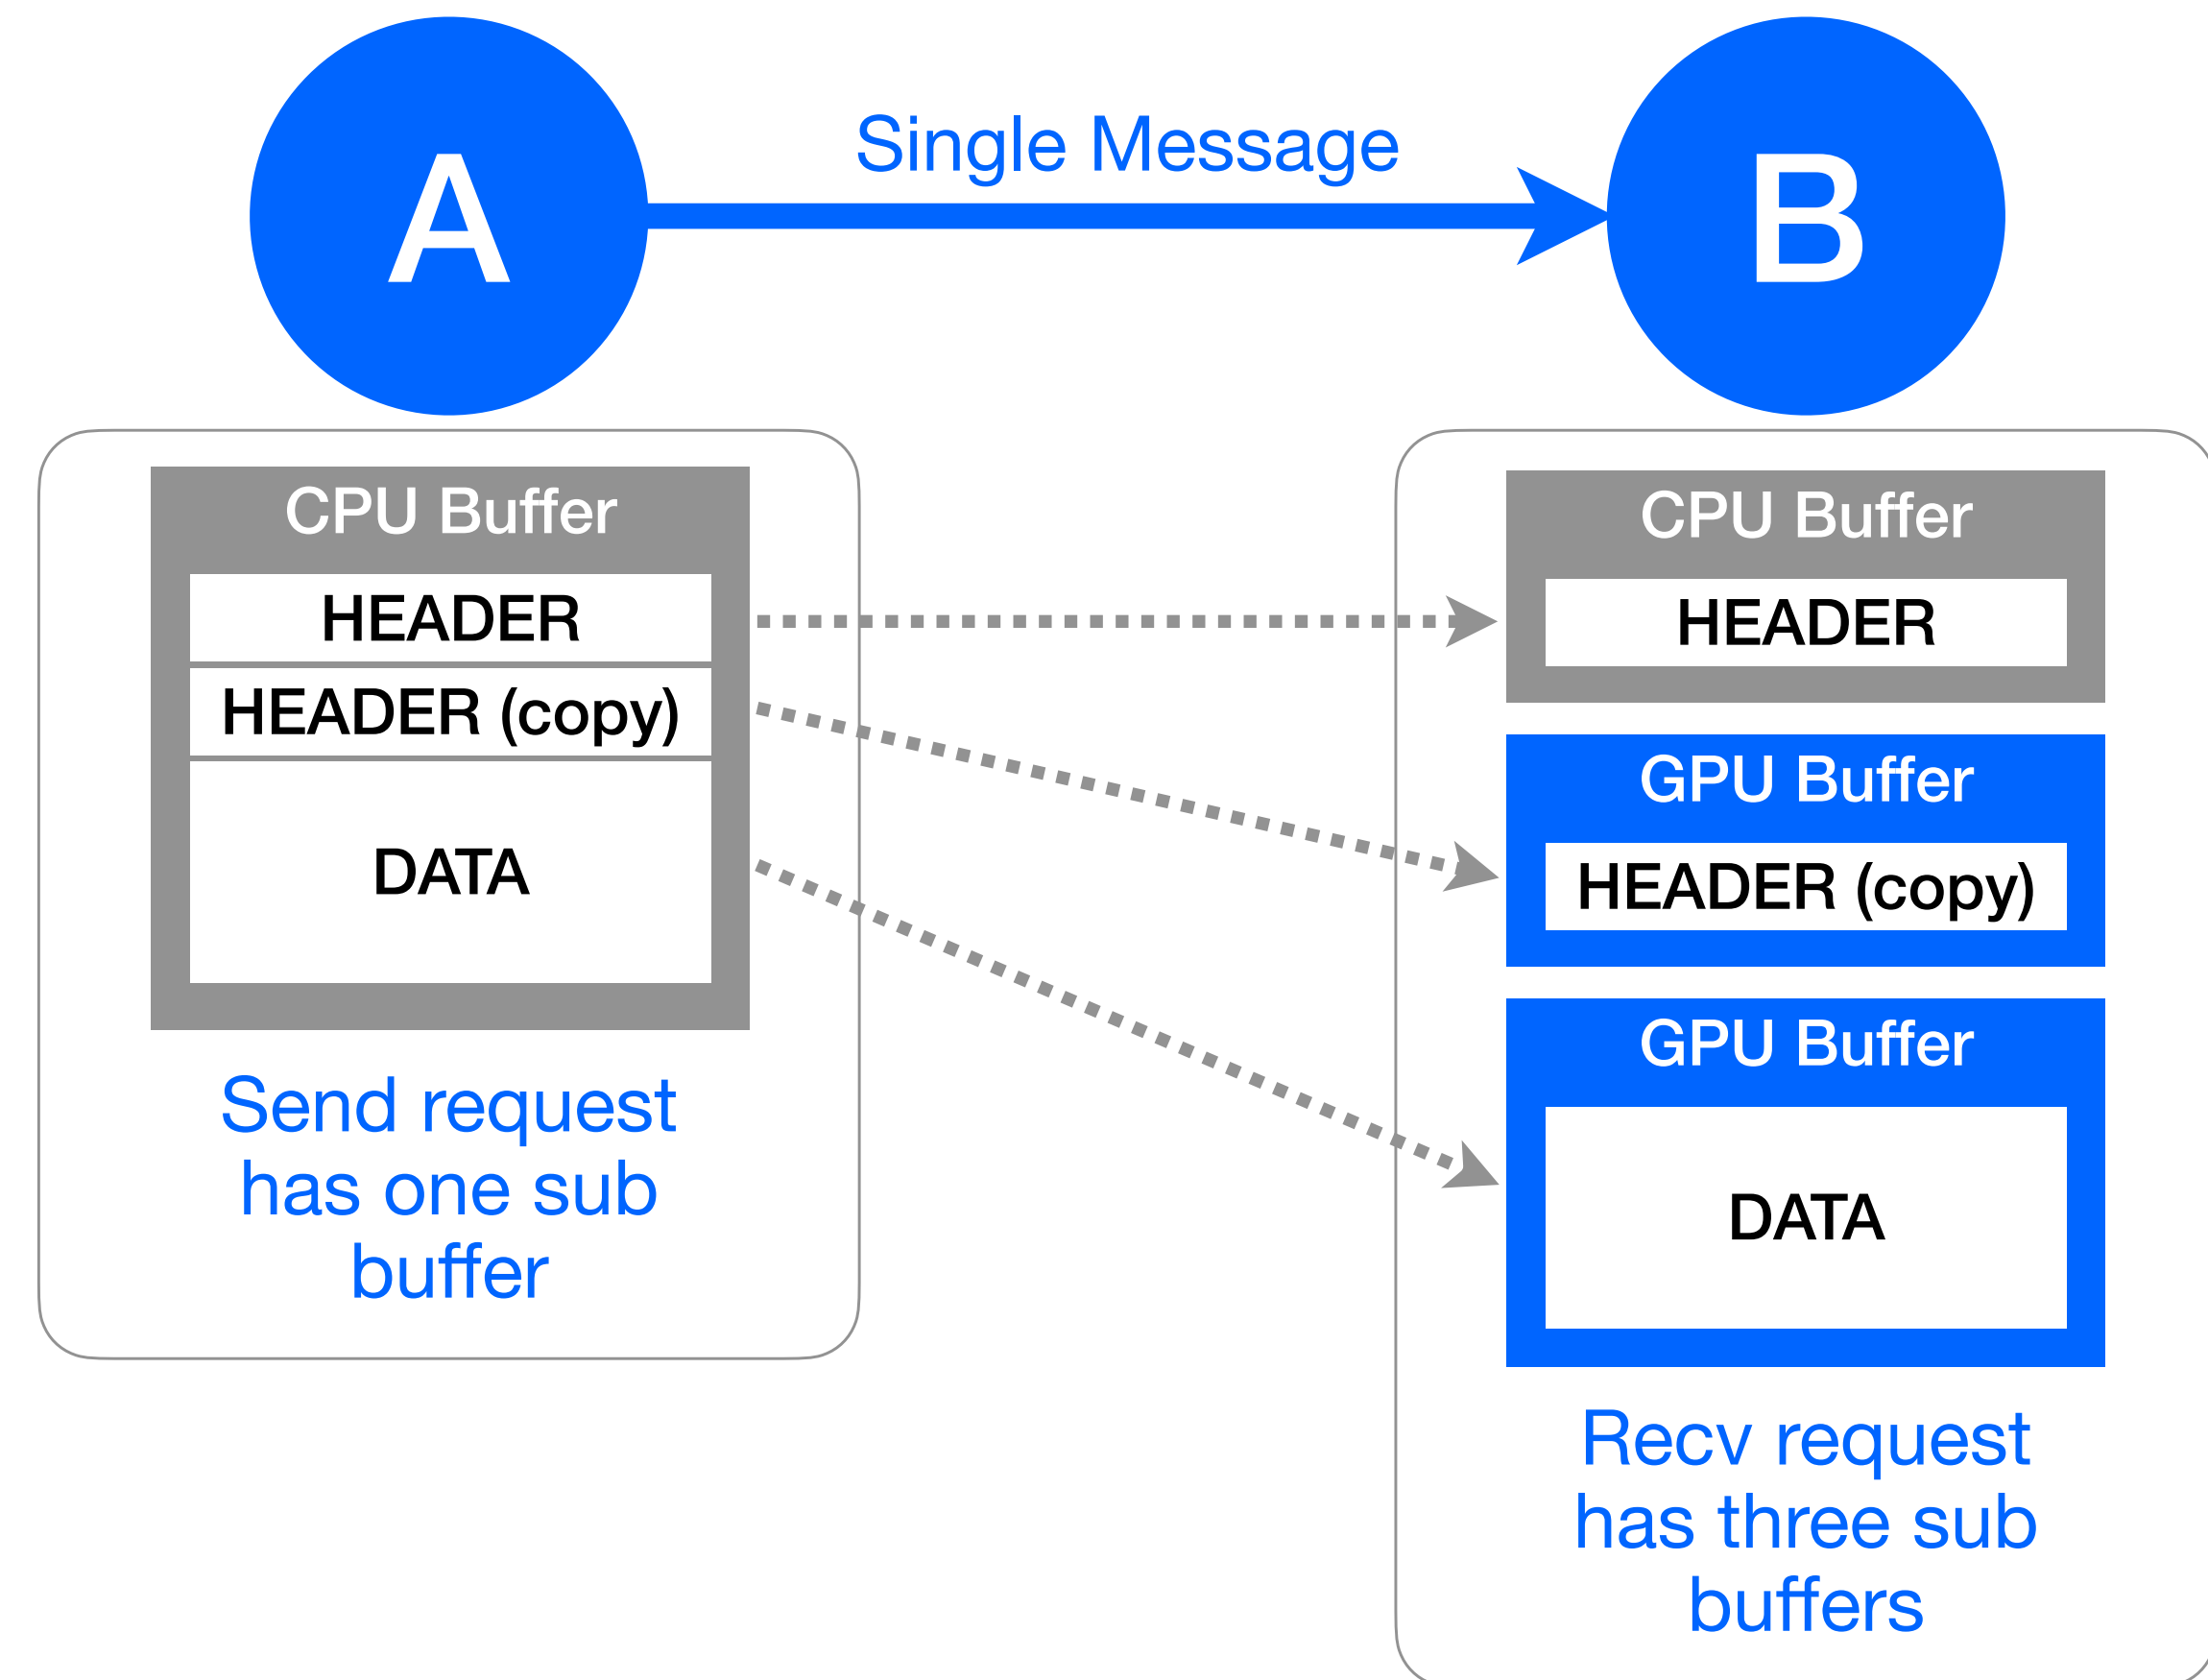 A
Single Message
B
CPU Buffer
HEADER
HEADER (copy)
DATA
Send request
has one sub
buffer
CPU Buffer
HEADER
GPU Buffer
HEADER (copy)
GPU Buffer
DATA
Recv request
has three sub
buffers